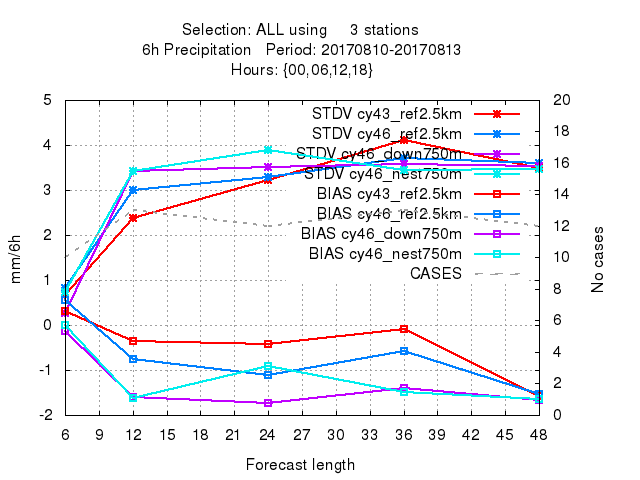 Selection: ALL using 3 stations
6h Precipitation Period: 20170810-20170813
Hours: {00,06,12,18}
STDV cy43_ref2.5km
STDV cy46_ref2.5km
STDV cy46_down750m
STDV cy46_nest750m
BIAS cy43_ref2.5km
BIAS cy46_ref2.5km
BIAS cy46_down750m
BIAS cy46_nest750m
CASES
mm/6h
5
4
3
2
1
0
-1
-2
No cases
20
18
16
14
12
10
8
6
4
2
0
6 9 12 15 18 21 24 27 30 33 36 39 42 45 48
Forecast length